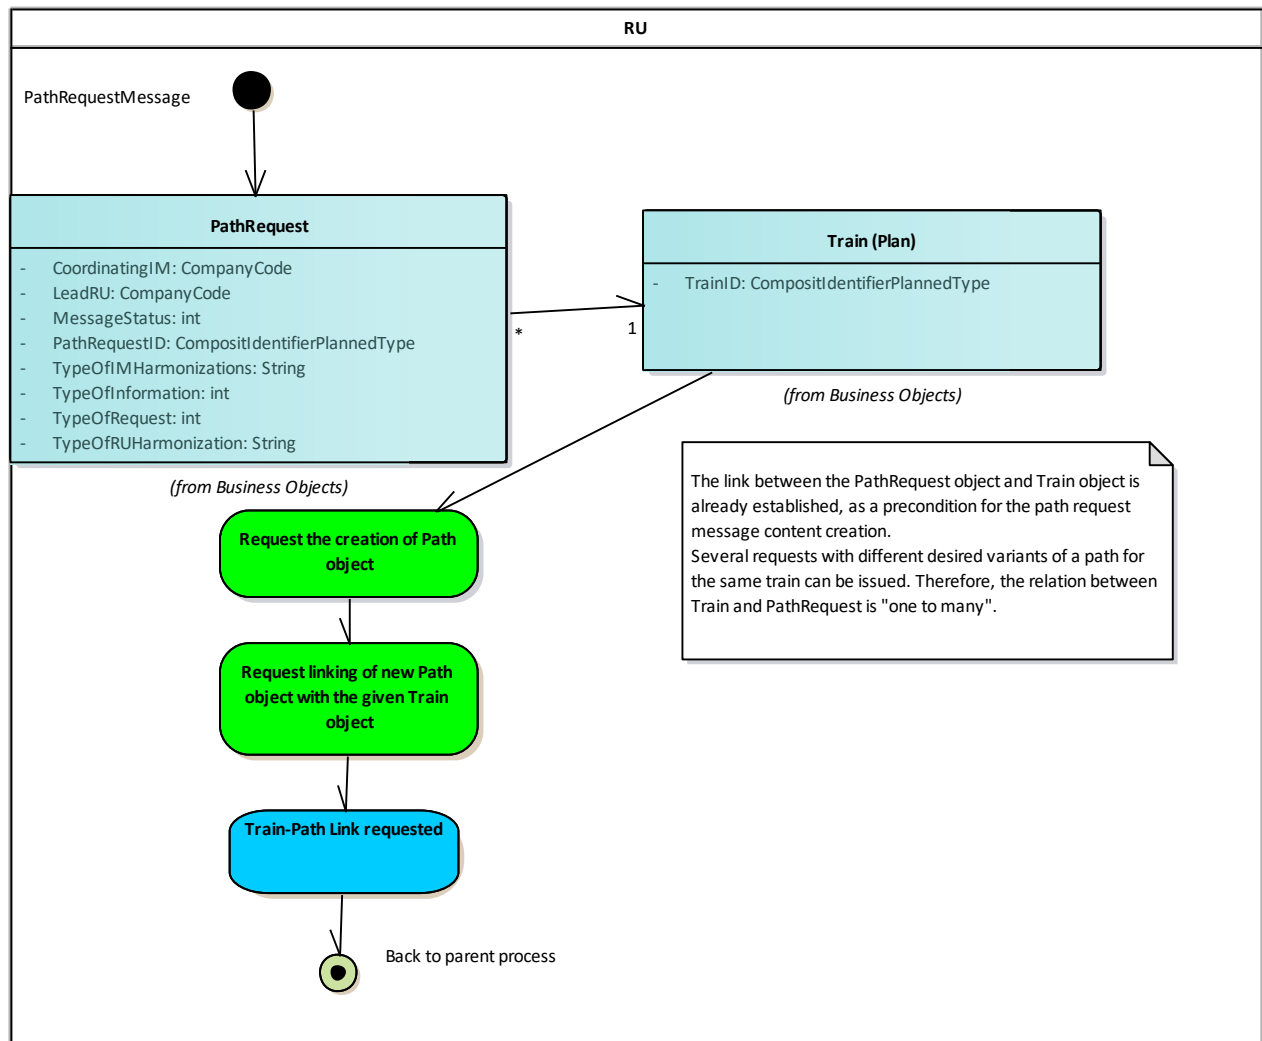 RU
PathRequestMessage
PathRequest
- CoordinatingIM: CompanyCode
- LeadRU: CompanyCode
- MessageStatus: int
- PathRequestID: CompositIdentifierPlannedType
- TypeOfIMHarmonizations: String
- TypeOfInformation: int
- TypeOfRequest: int
- TypeOfRUHarmonization: String
(from Business Objects)
*
1
Train (Plan)
- TrainID: CompositIdentifierPlannedType
(from Business Objects)
The link between the PathRequest object and Train object is
already established, as a precondition for the path request
message content creation.
Several requests with different desired variants of a path for
the same train can be issued. Therefore, the relation between
Train and PathRequest is "one to many".
Request the creation of Path
object
Request linking of new Path
object with the given Train
object
Train-Path Link requested
Back to parent process